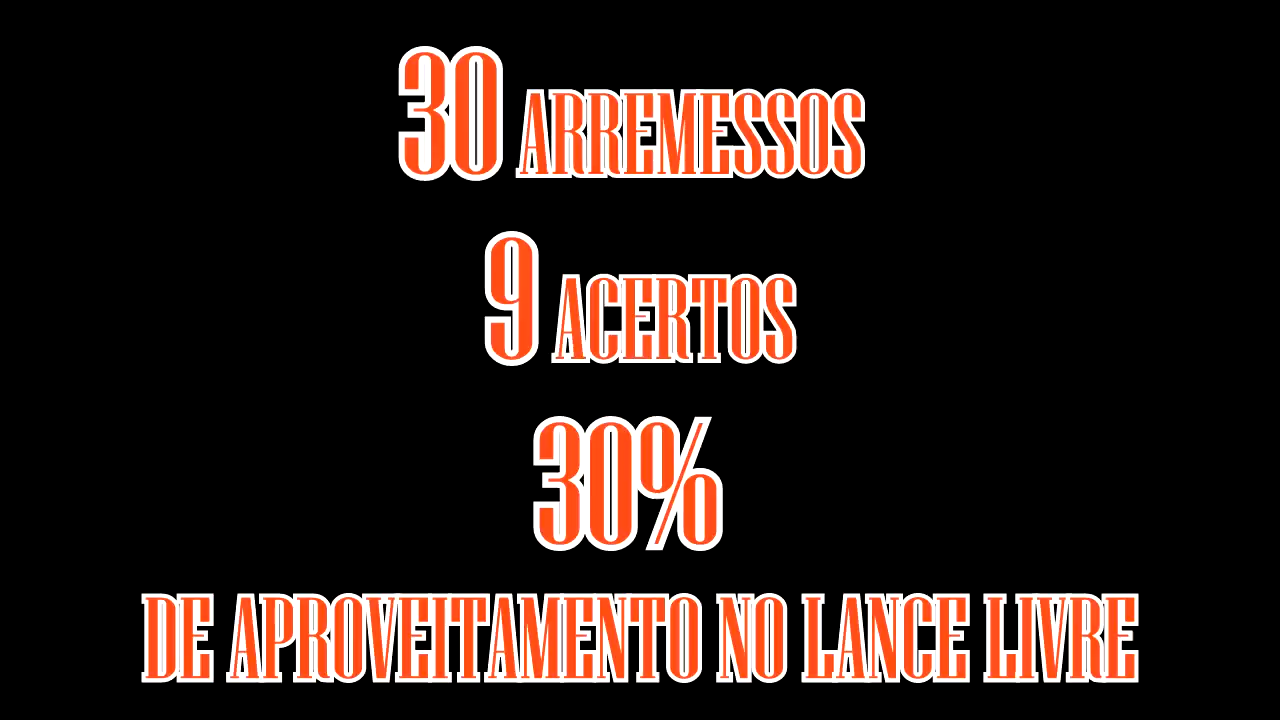 30 ARREMESSOS
9 ACERTOS
30%
DE APROVEITAMENTO NO LANCE LIVRE